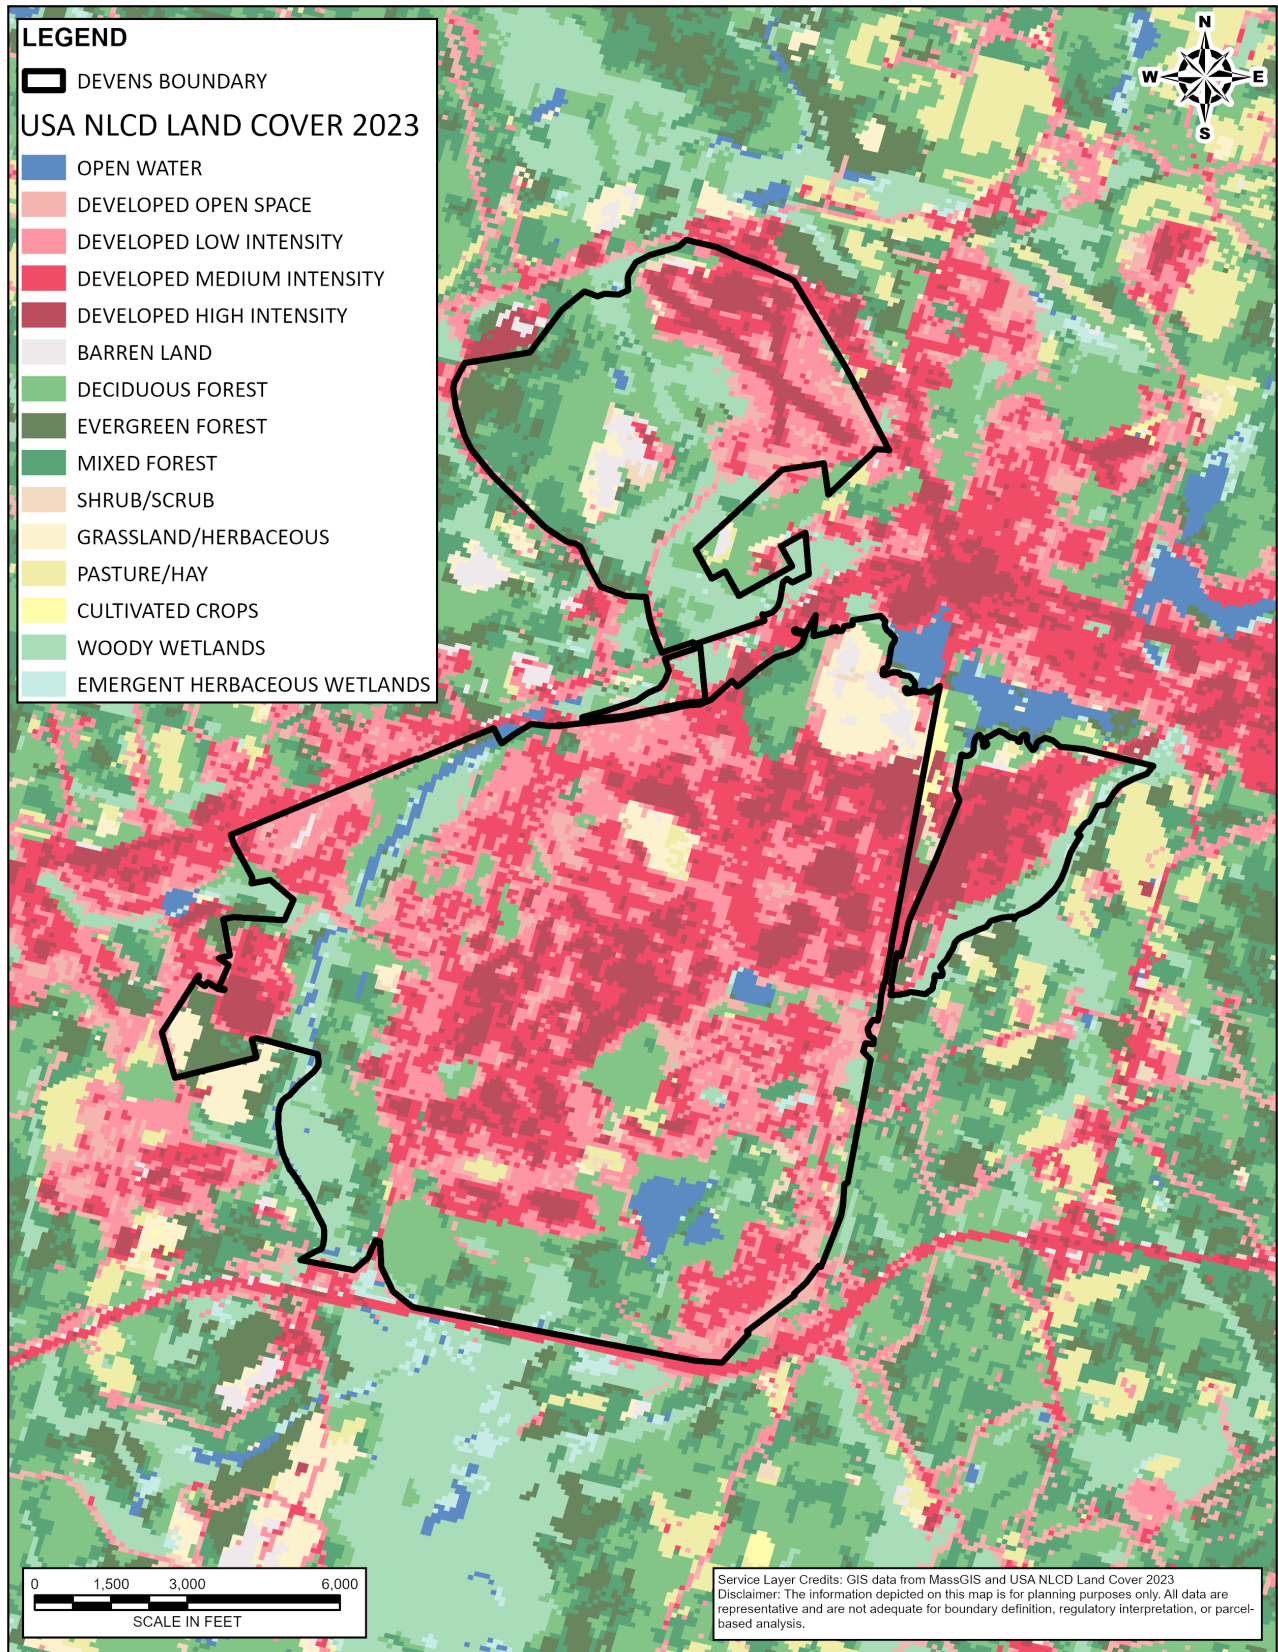 LEGEND
DEVENS BOUNDARY
USA NLCD LAND COVER 2023
OPEN WATER
DEVELOPED OPEN SPACE
DEVELOPED LOW INTENSITY
DEVELOPED MEDIUM INTENSITY
DEVELOPED HIGH INTENSITY
BARREN LAND
DECIDUOUS FOREST
EVERGREEN FOREST
MIXED FOREST
SHRUB/SCRUB
GRASSLAND/HERBACEOUS
PASTURE/HAY
CULTIVATED CROPS
WOODY WETLANDS
EMERGENT HERBACEOUS WETLANDS
N
W E
S
0 1,500 3,000 6,000
SCALE IN FEET
Service Layer Credits: GIS data from MassGIS and USA NLCD Land Cover 2023
Disclaimer: The information depicted on this map is for planning purposes only. All data are
representative and are not adequate for boundary definition, regulatory interpretation, or parcel-
based analysis.